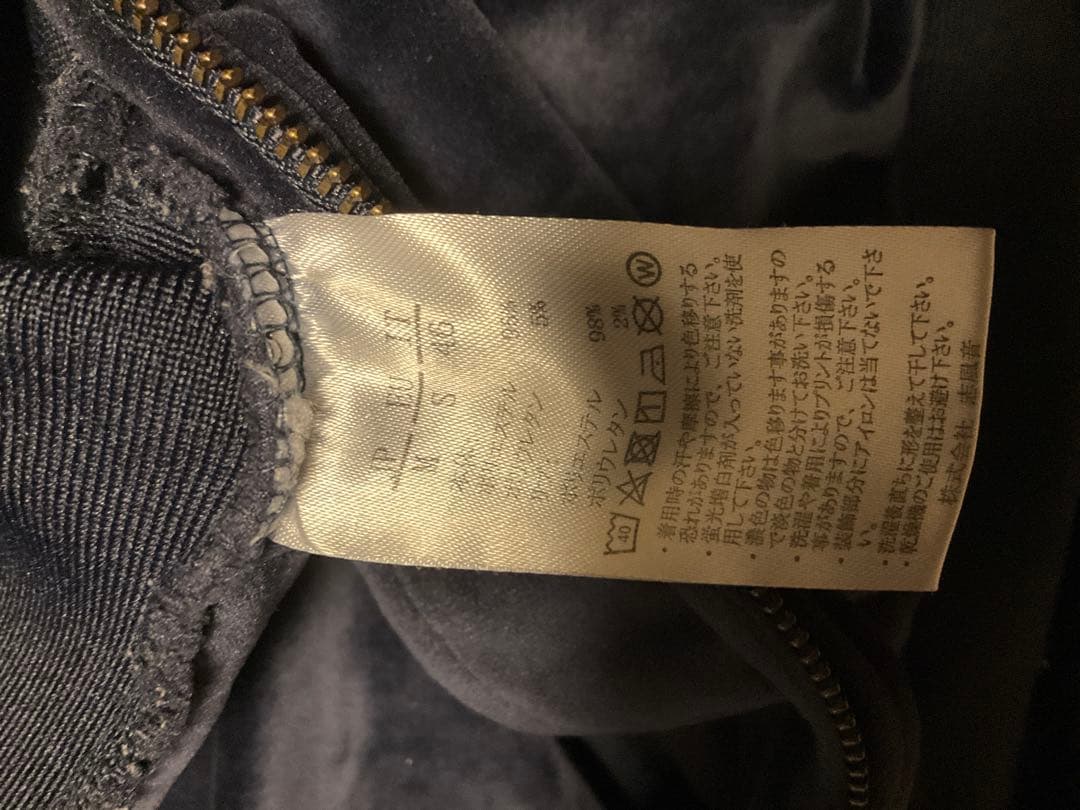 JP EU IT
M S 46
5%
ポリエステル 98%
ポリウレタン 2%
40 W
・着用時の汗や摩擦により色移りする
恐れがありますので、ご注意下さい。
・蛍光増白剤が入っていない洗剤を使
用して下さい。
・濃色の物は色移ります事がありますの
で淡色の物と分けてお洗い下さい。
・洗濯や着用によりプリントが損傷する
事がありますので、ご注意下さい。
・装飾部分にアイロンは当てないで下さ
い。
・洗濯後直ちに形を整えて干して下さい。
・乾燥機のご使用はお避け下さい。
株式会社